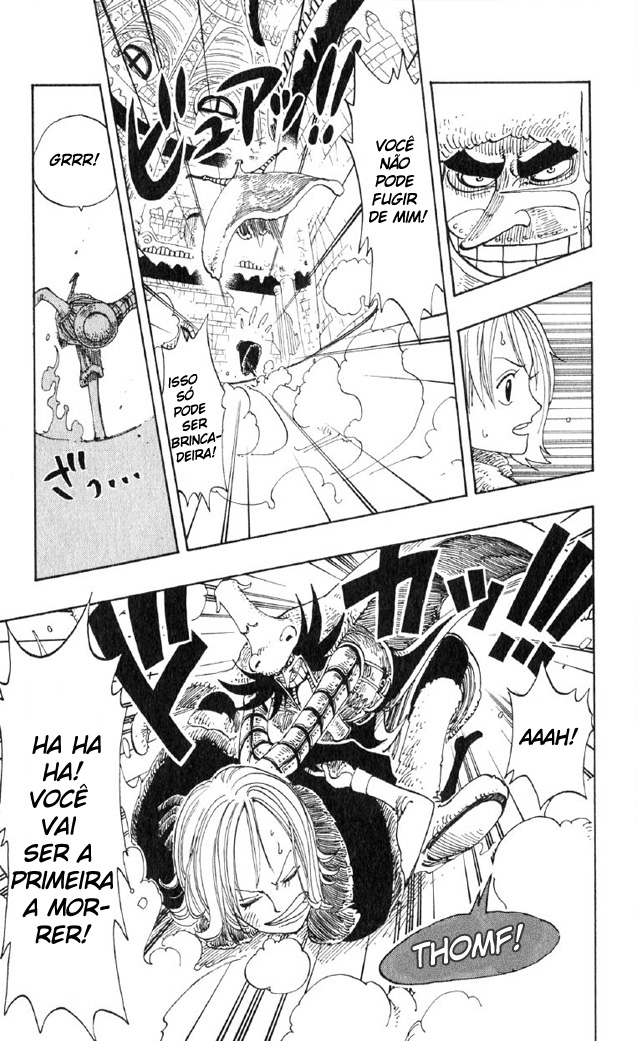 VOCÊ
NÃO
PODE
FUGIR
DE MIM!
ビュアッ!!
ISSO
SÓ
PODE
SER
BRINCA-
DEIRA!
GRRR!
ざっ...
AAAH!
ドカッ!!!
THOMF!
HA HA
HA!
VOCÊ
VAI
SER A
PRIMEIRA
A MOR-
RER!